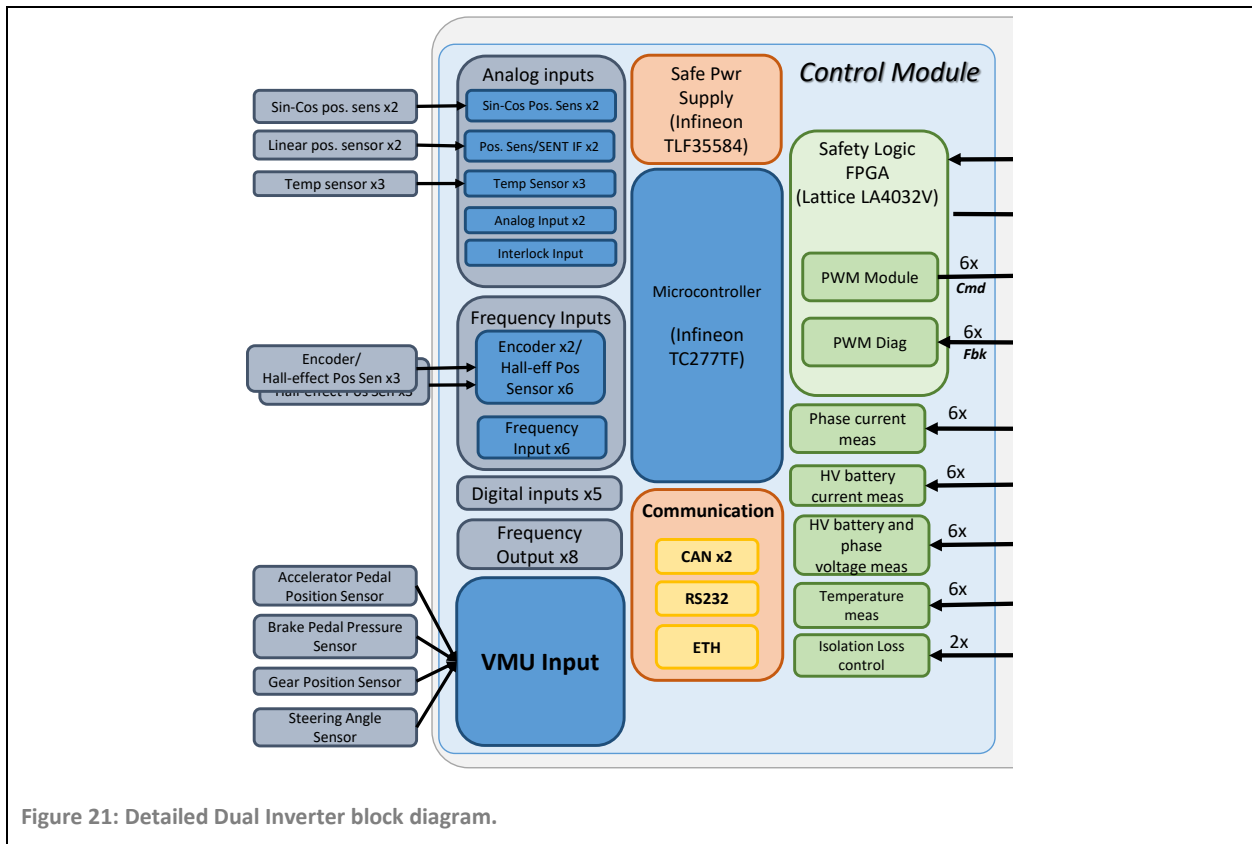 Control Module
Sin-Cos pos. sens x2
Linear pos. sensor x2
Temp sensor x3
Analog inputs
Sin-Cos Pos. Sens x2
Pos. Sens/SENT IF x2
Temp Sensor x3
Analog Input x2
Interlock Input
Encoder/
Hall-effect Pos Sen x3
Hall-effect Pos Sen x3
Frequency Inputs
Encoder x2/
Hall-eff Pos
Sensor x6
Frequency
Input x6
Digital inputs x5
Frequency
Output x8
Accelerator Pedal
Position Sensor
Brake Pedal Pressure
Sensor
Gear Position Sensor
Steering Angle
Sensor
VMU Input
Safe Pwr
Supply
(Infineon
TLF35584)
Microcontroller
(Infineon
TC277TF)
Communication
CAN x2
RS232
ETH
Safety Logic
FPGA
(Lattice LA4032V)
PWM Module
6x
Cmd
PWM Diag
6x
Fbk
Phase current
meas
6x
HV battery
current meas
6x
HV battery and
phase
voltage meas
6x
Temperature
meas
6x
Isolation Loss
control
2x
Figure 21: Detailed Dual Inverter block diagram.